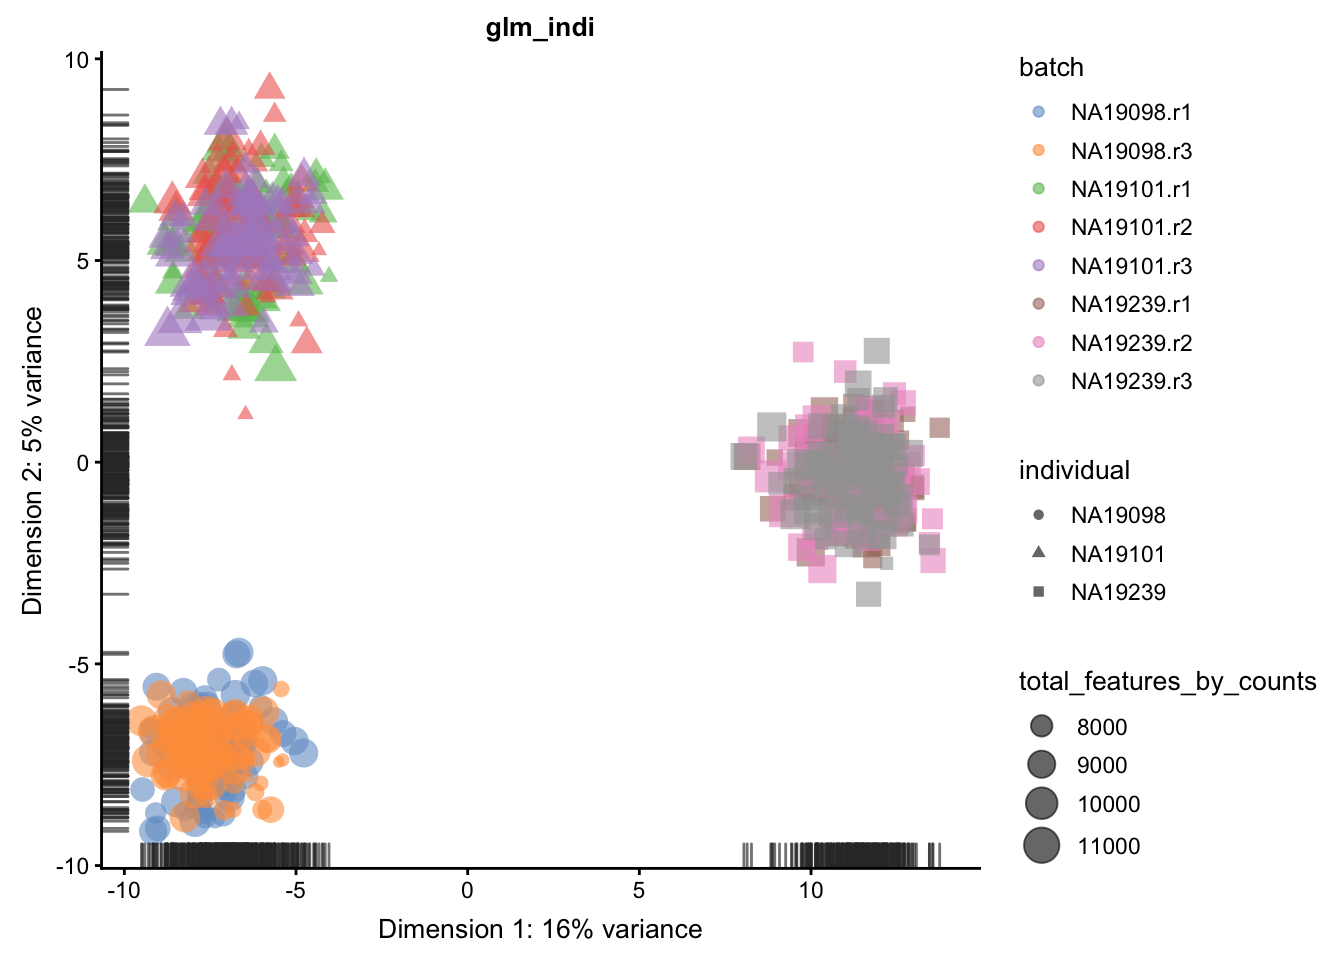 glm_indi
10
5
0
-5
-10
Dimension 2: 5% variance
-10
-5
0
5
10
Dimension 1: 16% variance
batch
NA19098.r1
NA19098.r3
NA19101.r1
NA19101.r2
NA19101.r3
NA19239.r1
NA19239.r2
NA19239.r3
individual
NA19098
NA19101
NA19239
total_features_by_counts
8000
9000
10000
11000